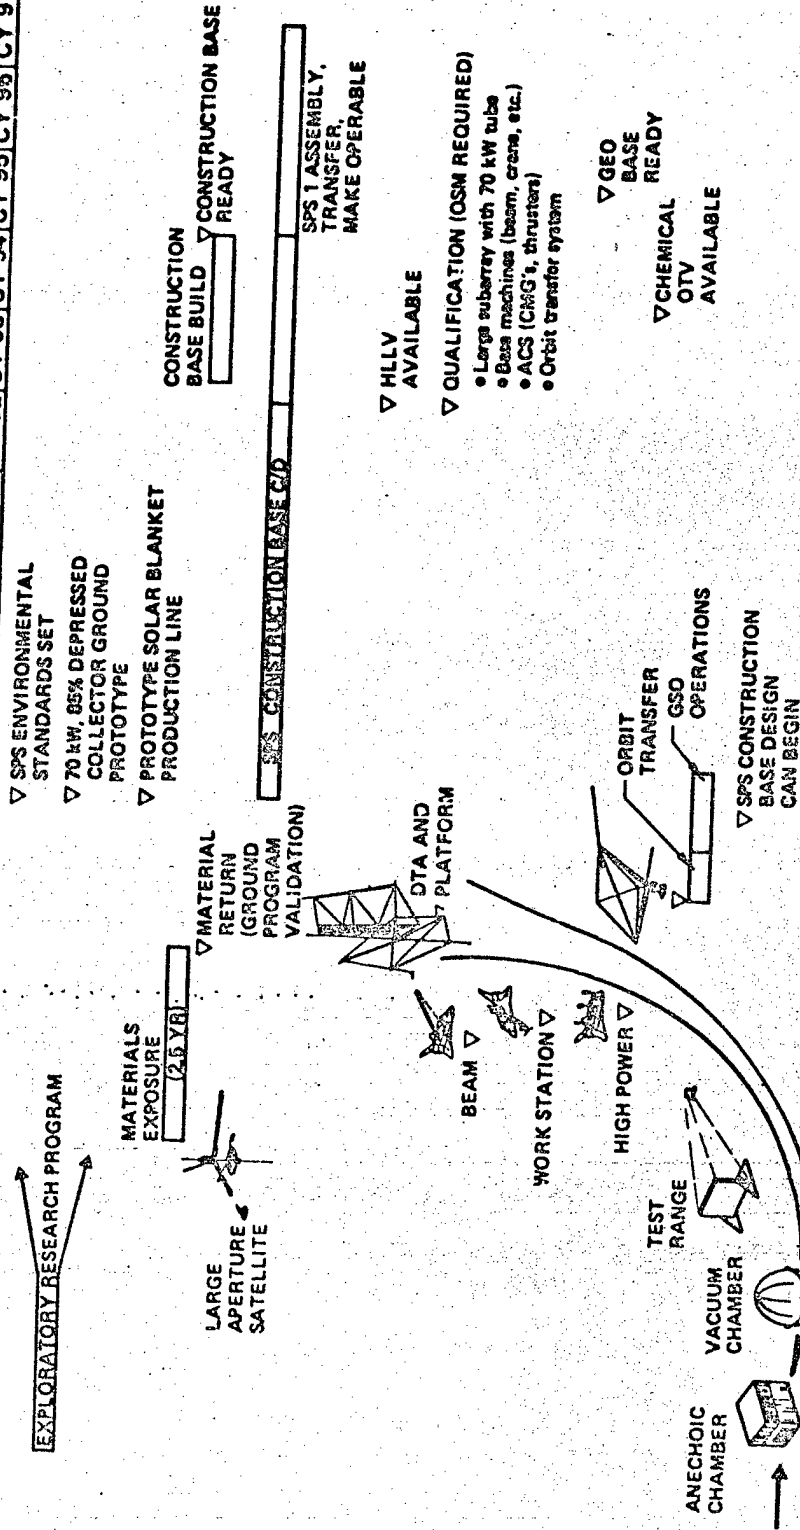 CY 95
EXPLORATORY RESEARCH PROGRAM
▽ SPS ENVIRONMENTAL
STANDARDS SET
▽ 70 kW, 85% DEPRESSED
COLLECTOR GROUND
PROTOTYPE
▽ PROTOTYPE SOLAR BLANKET
PRODUCTION LINE
MATERIALS
EXPOSURE
(2.5 YR)
▽ MATERIAL
RETURN
(GROUND
PROGRAM
VALIDATION)
CONSTRUCTION
BASE BUILD
▽ CONSTRUCTION BASE
READY
LARGE
APERTURE
SATELLITE
SPS CONSTRUCTION BASE C/D
SPS 1 ASSEMBLY,
TRANSFER,
MAKE OPERABLE
BEAM ▽
WORK STATION ▽
HIGH POWER ▽
DTA AND
PLATFORM
▽ HLLV
AVAILABLE
▽ QUALIFICATION (OSM REQUIRED)
• Large subarray with 70 kW tube
• Base machines (beam, crane, etc.)
• ACS (CMG's, thrusters)
• Orbit transfer system
ANECHOIC
CHAMBER
VACUUM
CHAMBER
TEST
RANGE
ORBIT
TRANSFER
GSO
OPERATIONS
▽ SPS CONSTRUCTION
BASE DESIGN
CAN BEGIN
▽ GEO
BASE
READY
▽ CHEMICAL
OTV
AVAILABLE